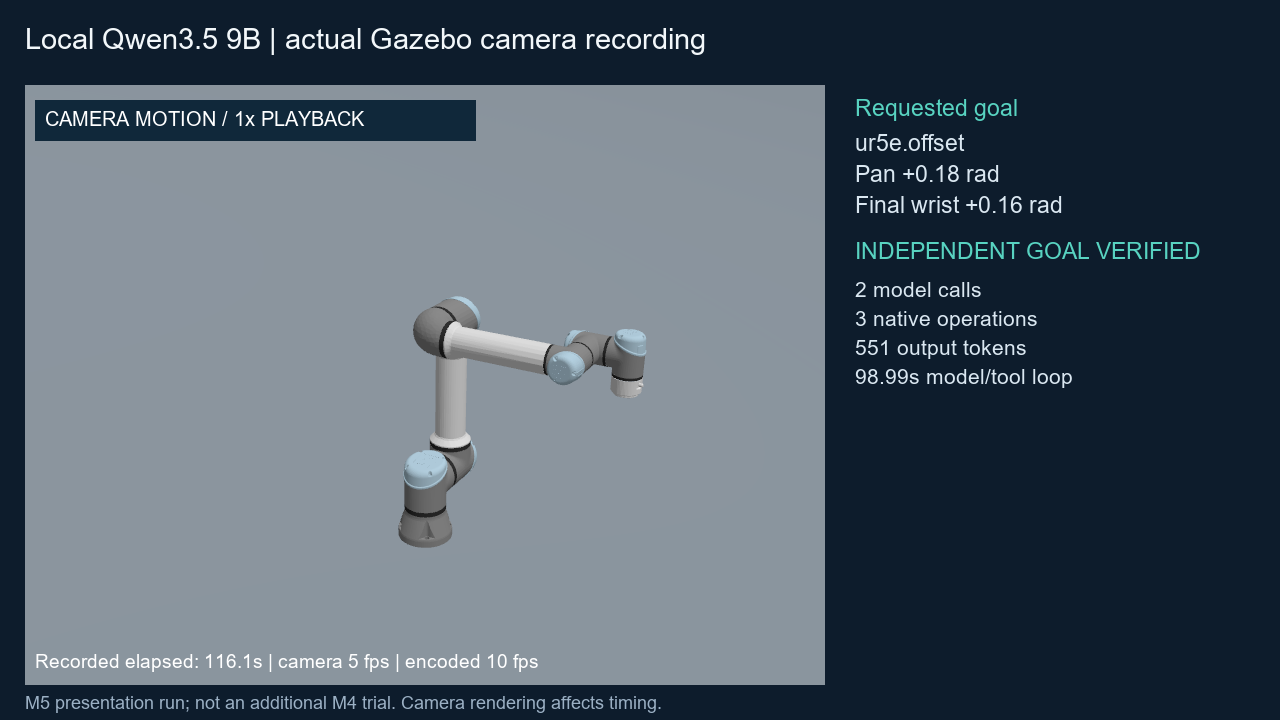 Local Qwen3.5 9B | actual Gazebo camera recording
CAMERA MOTION / 1x PLAYBACK
Recorded elapsed: 116.1s | camera 5 fps | encoded 10 fps
Requested goal
ur5e.offset
Pan +0.18 rad
Final wrist +0.16 rad
INDEPENDENT GOAL VERIFIED
2 model calls
3 native operations
551 output tokens
98.99s model/tool loop
M5 presentation run; not an additional M4 trial. Camera rendering affects timing.